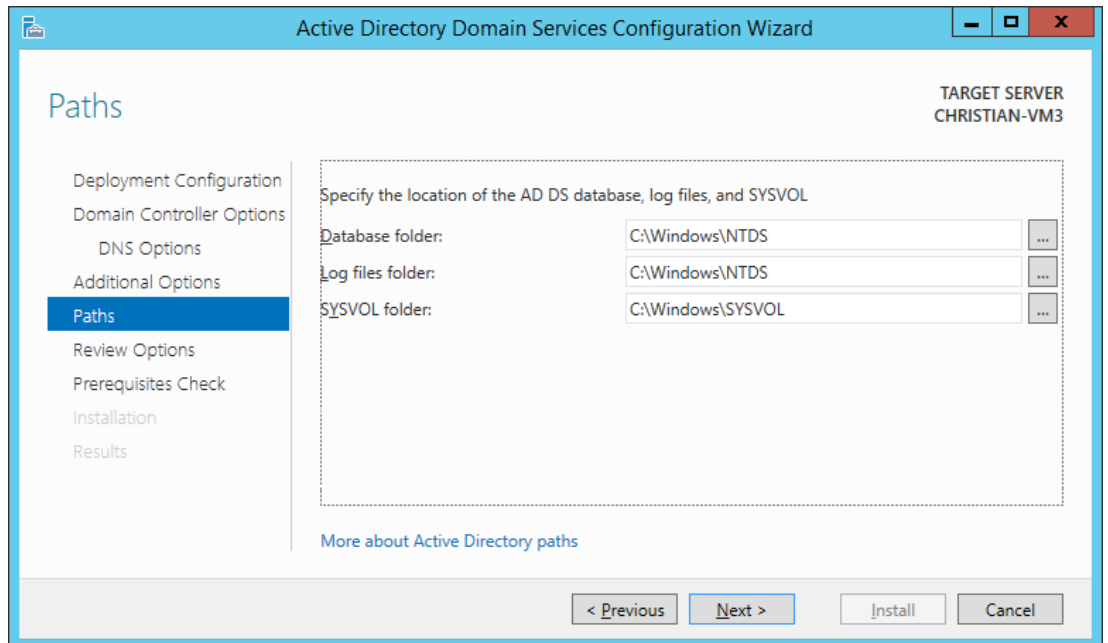 Active Directory Domain Services Configuration Wizard
Paths
TARGET SERVER
CHRISTIAN-VM3
Deployment Configuration
Domain Controller Options
DNS Options
Additional Options
Paths
Review Options
Prerequisites Check
Installation
Results
Specify the location of the AD DS database, log files, and SYSVOL
Database folder: C:\Windows\NTDS ...
Log files folder: C:\Windows\NTDS ...
SYSVOL folder: C:\Windows\SYSVOL ...
More about Active Directory paths
< Previous Next > Install Cancel